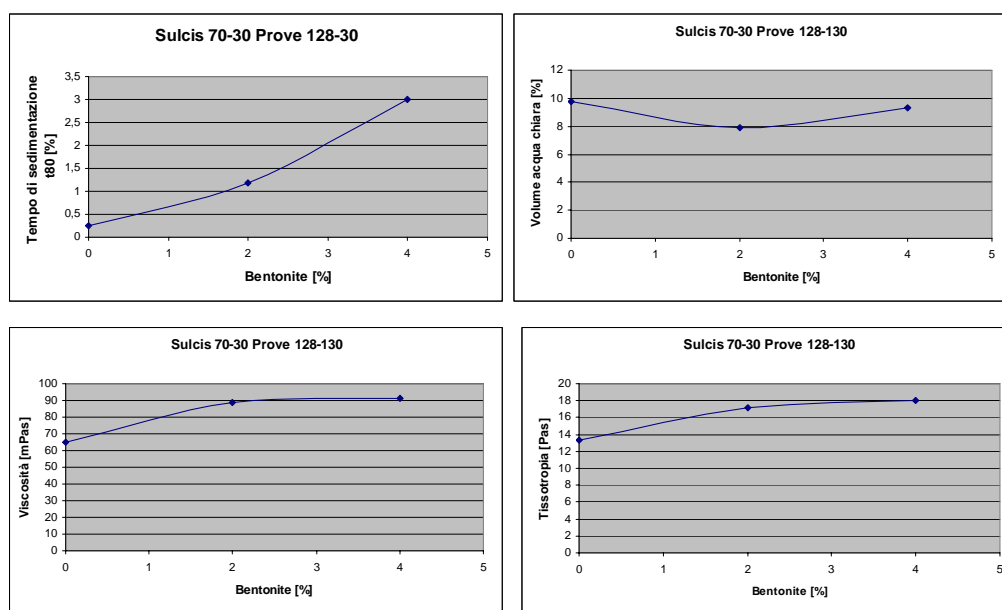 Sulcis 70-30 Prove 128-30
Tempo di sedimentazione
t80 [%]
3,5
3
2,5
2
1,5
1
0,5
0
0 1 2 3 4 5
Bentonite [%]
Sulcis 70-30 Prove 128-130
Volume acqua chiara [%]
12
10
8
6
4
2
0
0 1 2 3 4 5
Bentonite [%]
Sulcis 70-30 Prove 128-130
Viscosità [mPas]
100
90
80
70
60
50
40
30
20
10
0
0 1 2 3 4 5
Bentonite [%]
Sulcis 70-30 Prove 128-130
Tissotropia [Pas]
20
18
16
14
12
10
8
6
4
2
0
0 1 2 3 4 5
Bentonite [%]